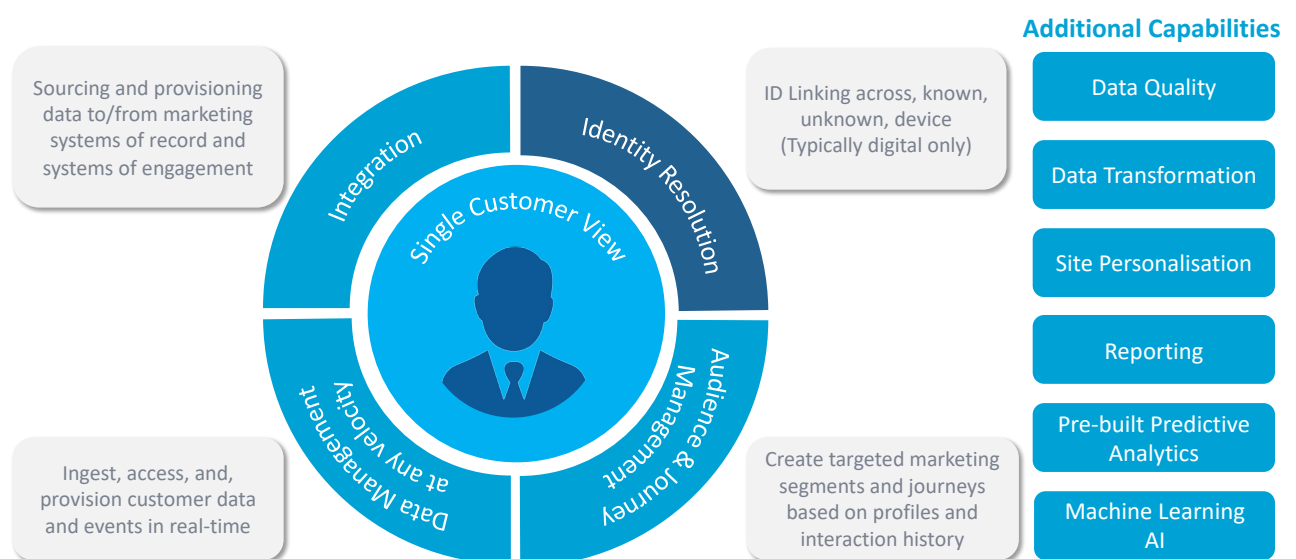 Additional Capabilities
Sourcing and provisioning
data to/from marketing
systems of record and
systems of engagement
Integration
Identity Resolution
ID Linking across, known,
unknown, device
(Typically digital only)
Single Customer View
Data Management
at any velocity
Audience & Journey
Management
Ingest, access, and,
provision customer data
and events in real-time
Create targeted marketing
segments and journeys
based on profiles and
interaction history
Data Quality
Data Transformation
Site Personalisation
Reporting
Pre-built Predictive
Analytics
Machine Learning
AI